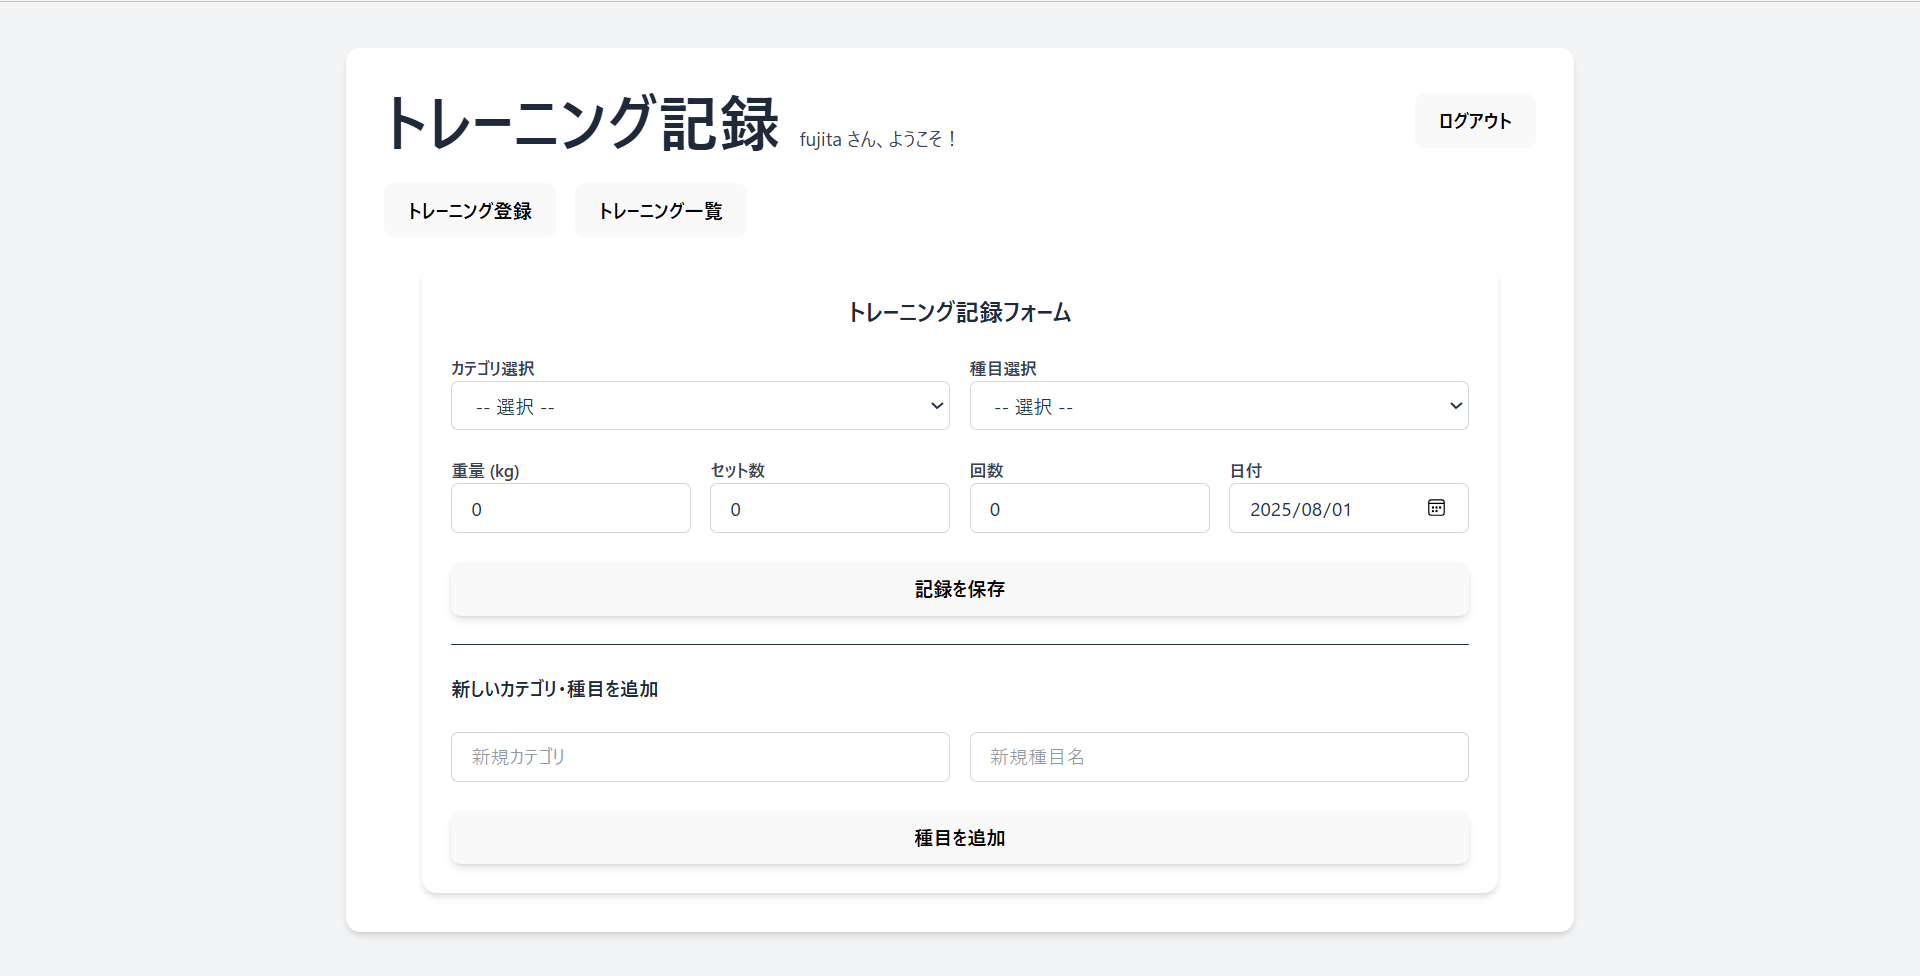 トレーニング記録 fujita さん、ようこそ！
ログアウト
トレーニング登録 トレーニング一覧
トレーニング記録フォーム
カテゴリ選択 種目選択
-- 選択 -- -- 選択 --
重量 (kg) セット数 回数 日付
0 0 0 2025/08/01
記録を保存
新しいカテゴリ・種目を追加
新規カテゴリ 新規種目名
種目を追加